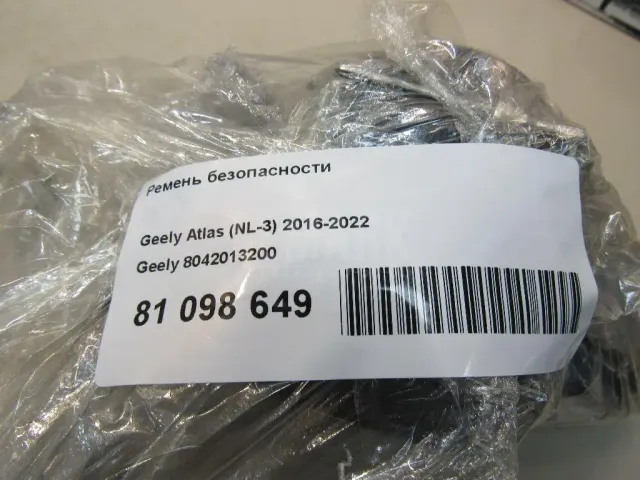 Ремень безопасности
Geely Atlas (NL-3) 2016-2022
Geely 8042013200
81 098 649